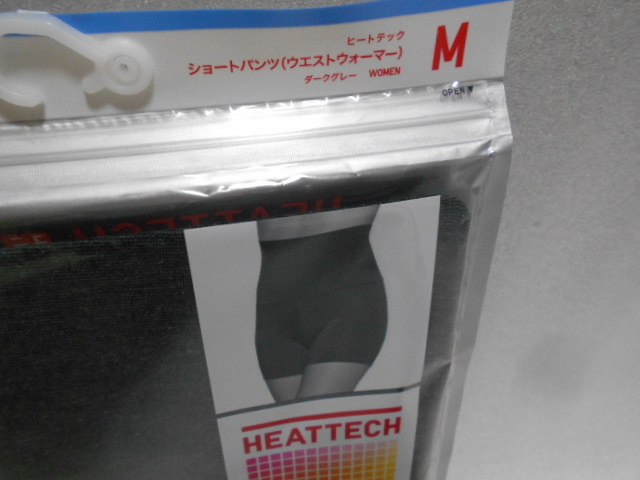 ヒートテック
ショートパンツ(ウエストウォーマー)
ダークグレー WOMEN
M
OPEN▼
HEATTECH
HEATTECH